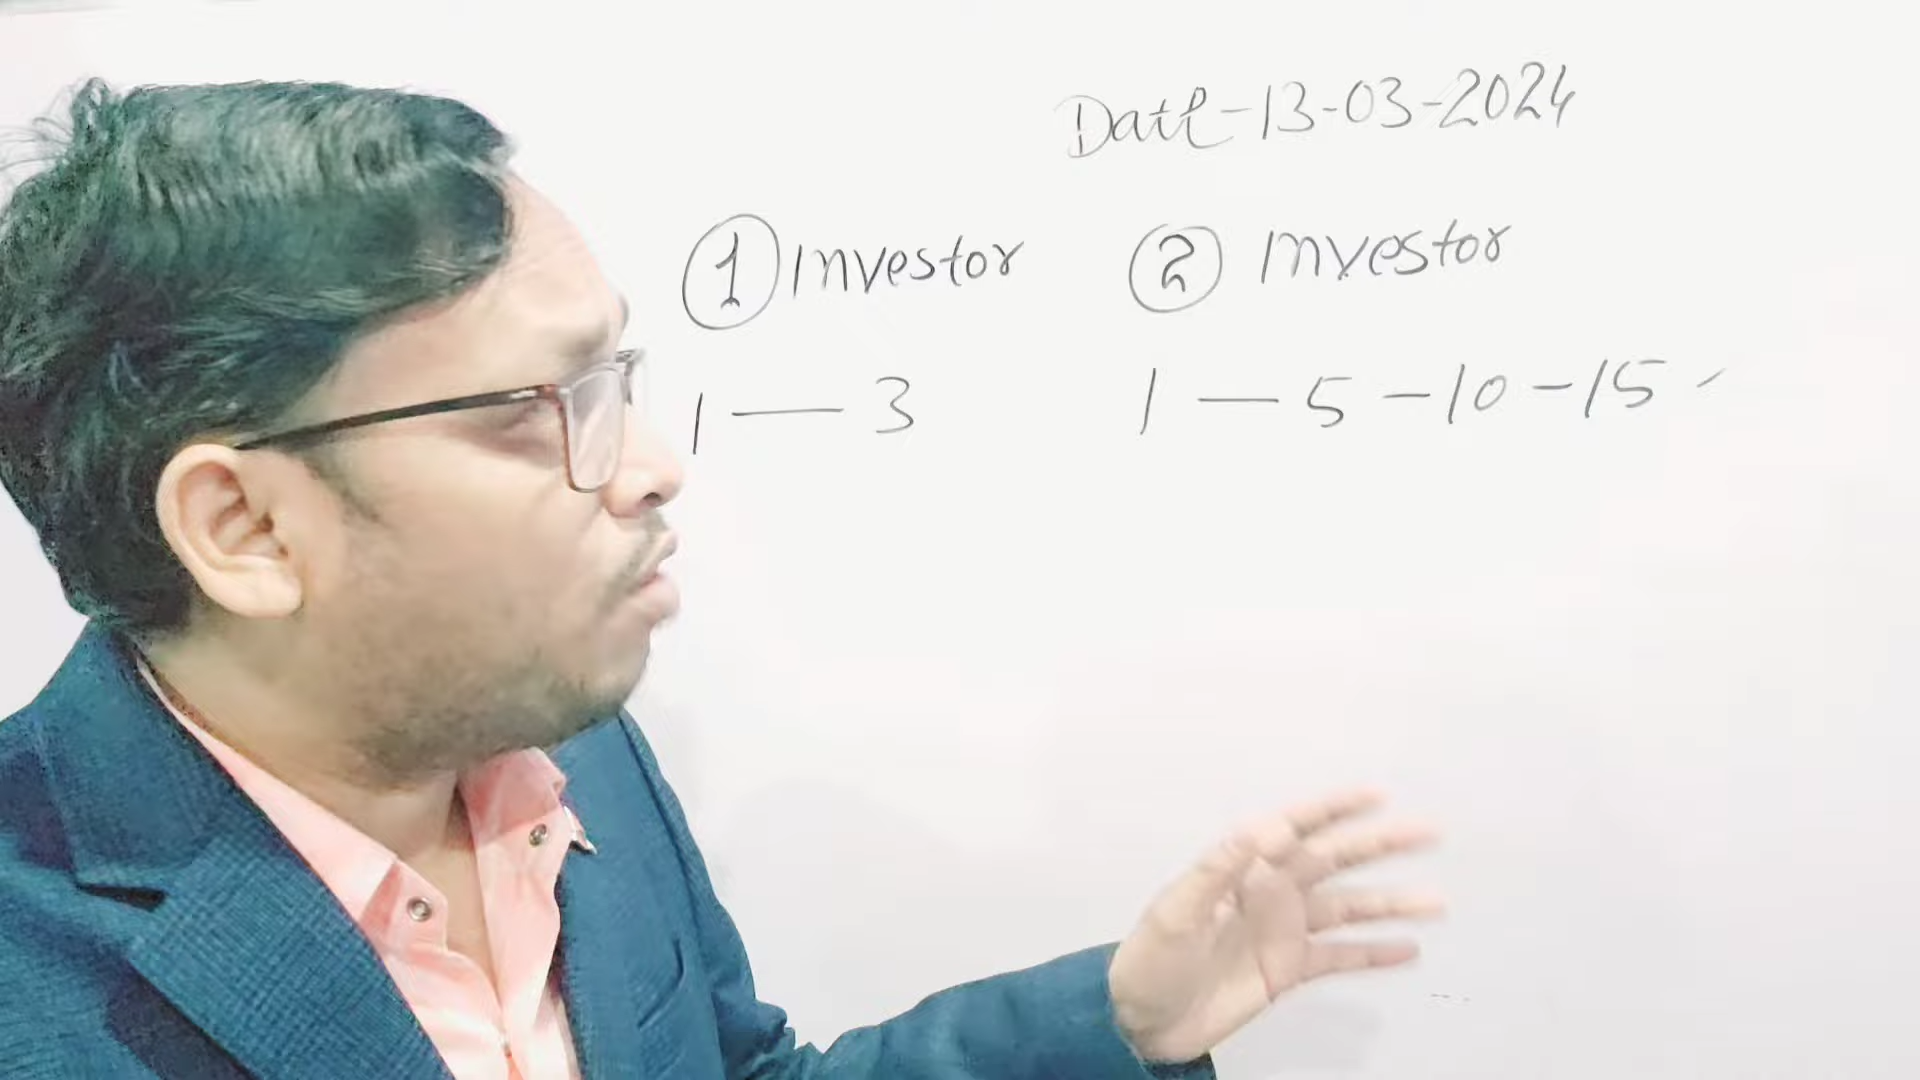 Date-13-03-2024
① Investor ② Investor
1 — 3 1 — 5 - 10 - 15 -